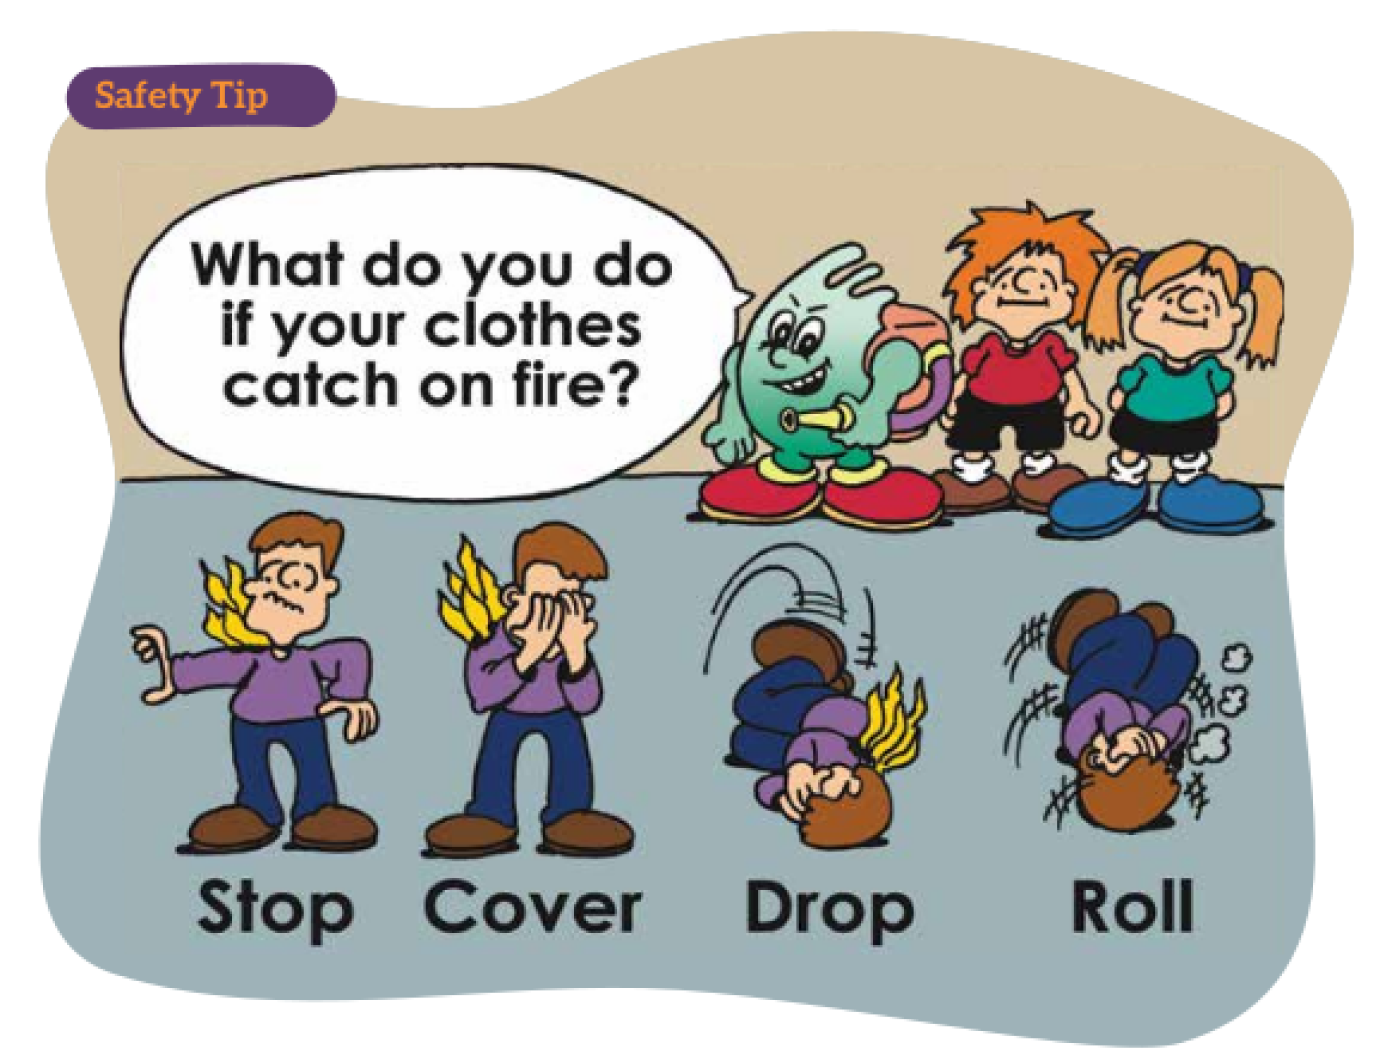 Safety Tip
What do you do
if your clothes
catch on fire?
Stop Cover Drop Roll